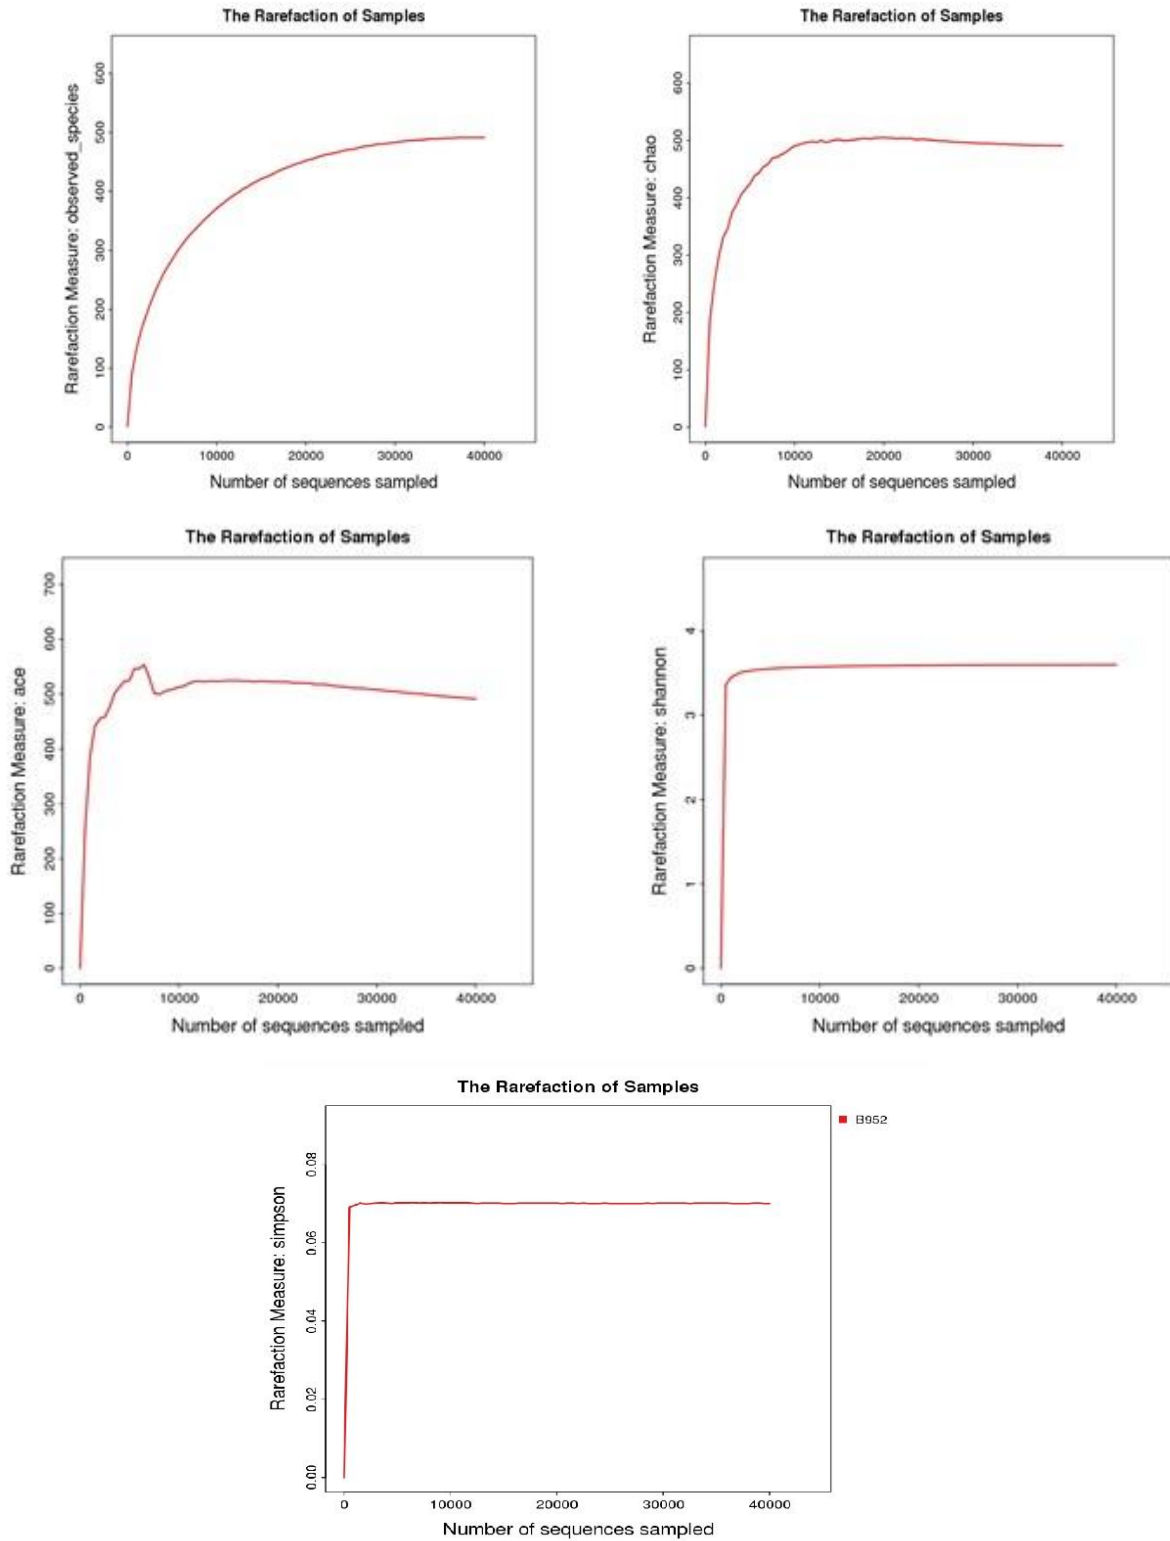 The Rarefaction of Samples
Rarefaction Measure: observed_species
600
500
400
300
200
100
0
0 10000 20000 30000 40000
Number of sequences sampled
The Rarefaction of Samples
Rarefaction Measure: chao
600
500
400
300
200
100
0
0 10000 20000 30000 40000
Number of sequences sampled
The Rarefaction of Samples
Rarefaction Measure: ace
700
600
500
400
300
200
100
0
0 10000 20000 30000 40000
Number of sequences sampled
The Rarefaction of Samples
Rarefaction Measure: shannon
4
3
2
1
0
0 10000 20000 30000 40000
Number of sequences sampled
The Rarefaction of Samples
B952
Rarefaction Measure: simpson
0.08
0.06
0.04
0.02
0.00
0 10000 20000 30000 40000
Number of sequences sampled